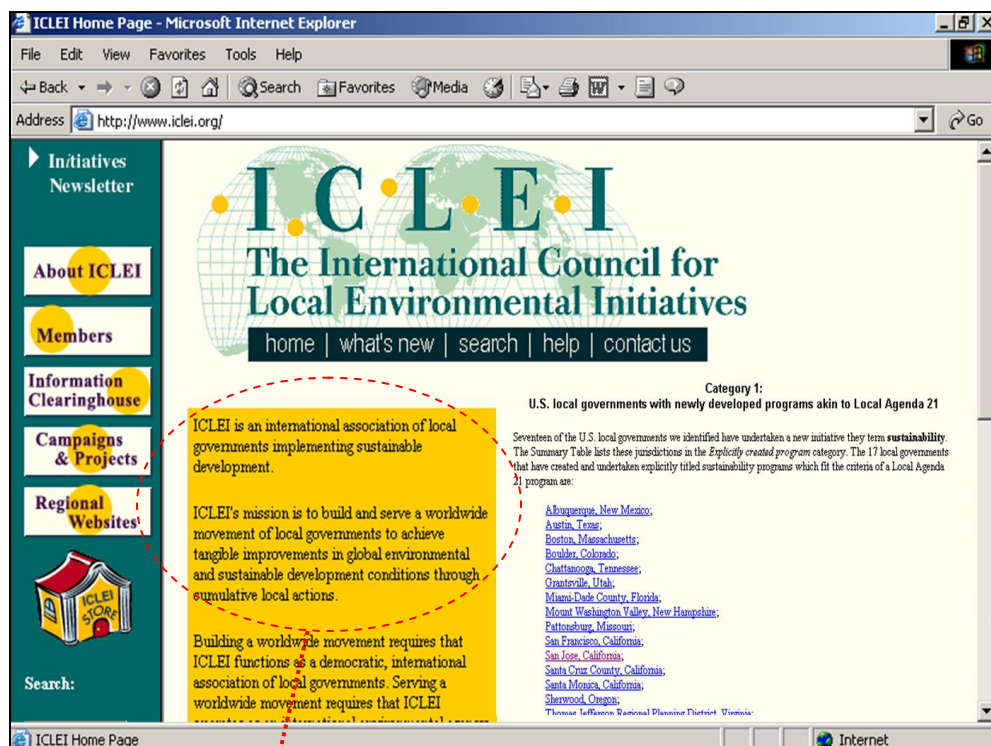 ICLEI Home Page - Microsoft Internet Explorer
File Edit View Favorites Tools Help
Back Search Favorites Media
Address http://www.iclei.org/ Go
Initiatives
Newsletter
About ICLEI
Members
Information
Clearinghouse
Campaigns
& Projects
Regional
Websites
ICLEI
STORE
Search:
I·C·L·E·I
The International Council for
Local Environmental Initiatives
home | what's new | search | help | contact us
ICLEI is an international association of local
governments implementing sustainable
development.
ICLEI's mission is to build and serve a worldwide
movement of local governments to achieve
tangible improvements in global environmental
and sustainable development conditions through
cumulative local actions.
Building a worldwide movement requires that
ICLEI functions as a democratic, international
association of local governments. Serving a
worldwide movement requires that ICLEI
Category 1:
U.S. local governments with newly developed programs akin to Local Agenda 21
Seventeen of the U.S. local governments we identified have undertaken a new initiative they term sustainability.
The Summary Table lists these jurisdictions in the Explicitly created program category. The 17 local governments
that have created and undertaken explicitly titled sustainability programs which fit the criteria of a Local Agenda
21 program are:
Albuquerque, New Mexico;
Austin, Texas;
Boston, Massachusetts;
Boulder, Colorado;
Chattanooga, Tennessee;
Grantsville, Utah;
Miami-Dade County, Florida;
Mount Washington Valley, New Hampshire;
Pattonsburg, Missouri;
San Francisco, California;
San Jose, California;
Santa Cruz County, California;
Santa Monica, California;
Sherwood, Oregon;
Thomas Jefferson Regional Planning District, Virginia;
ICLEI Home Page Internet